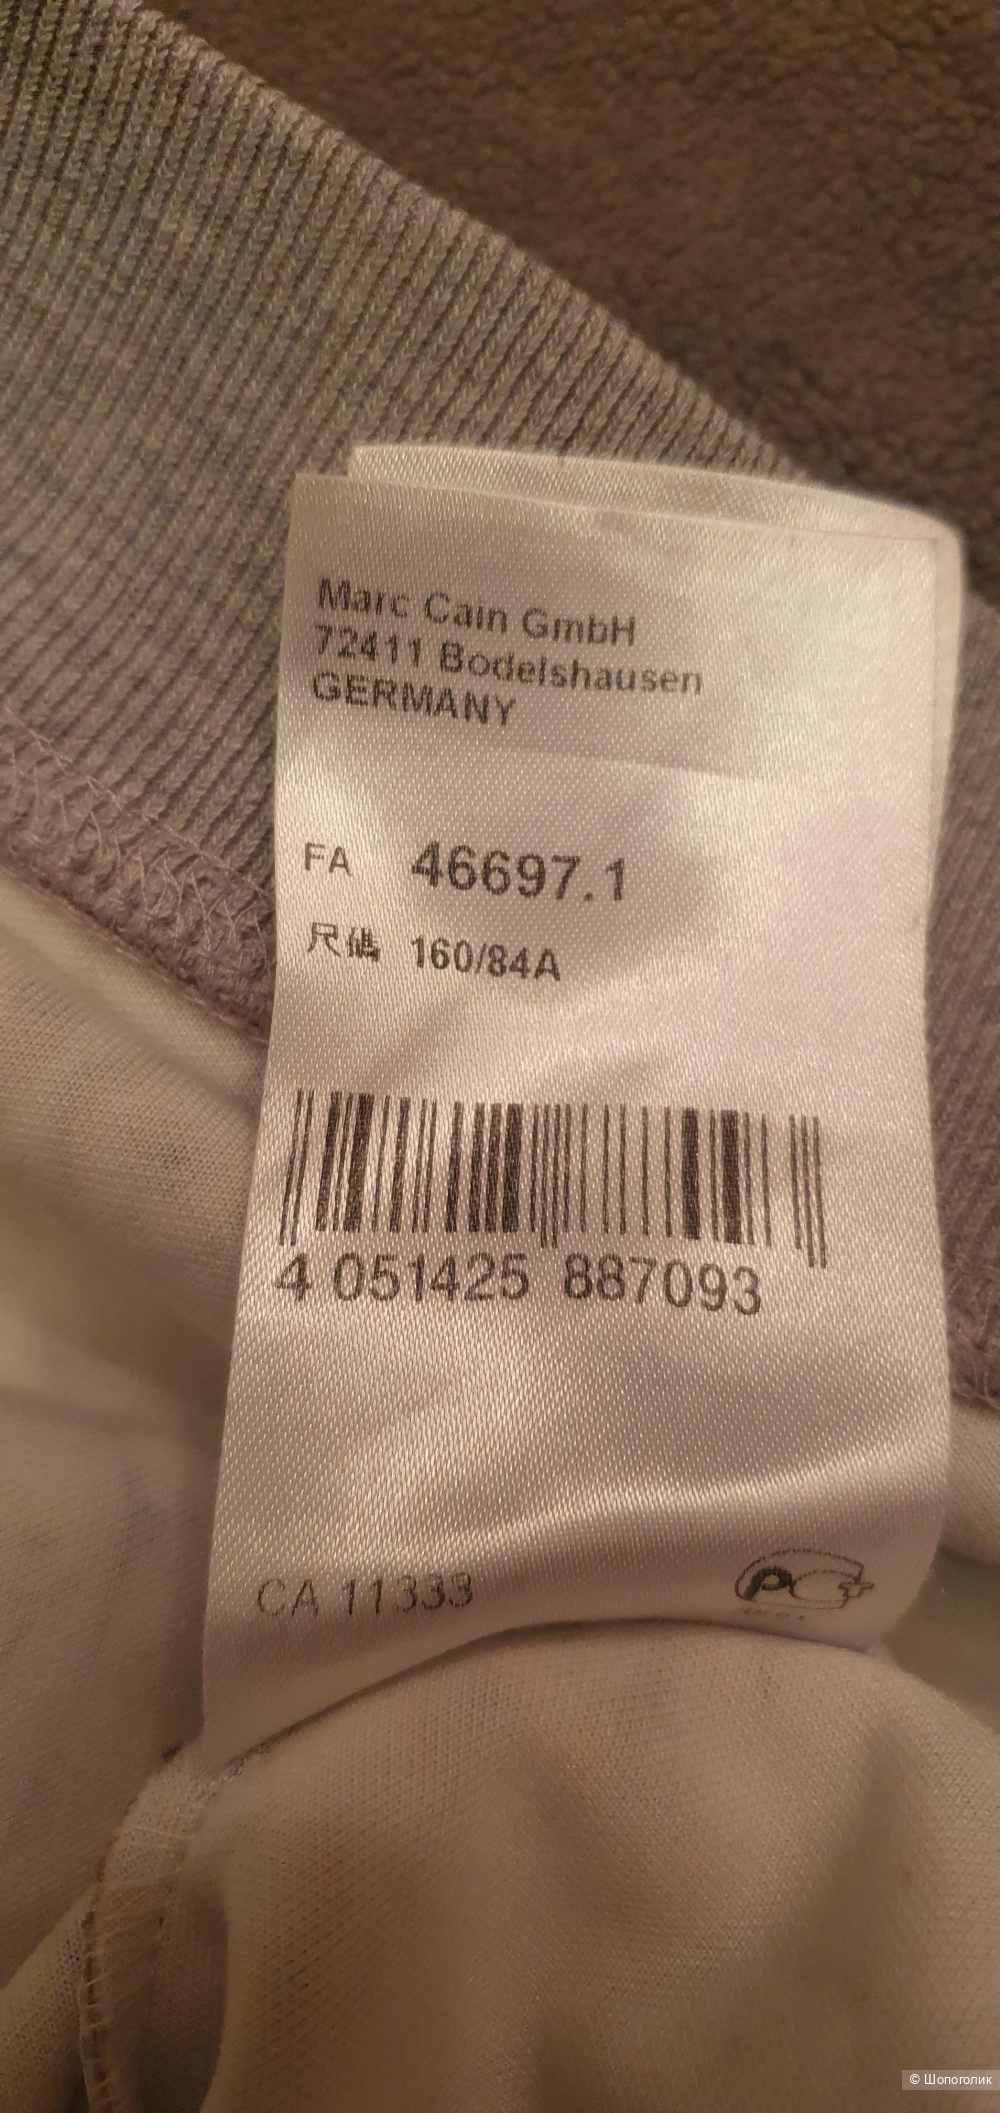 Marc Cain GmbH
72411 Bodelshausen
GERMANY
FA 46697.1
尺碼 160/84A
4 051425 887093
CA 11333
© Шопоголик